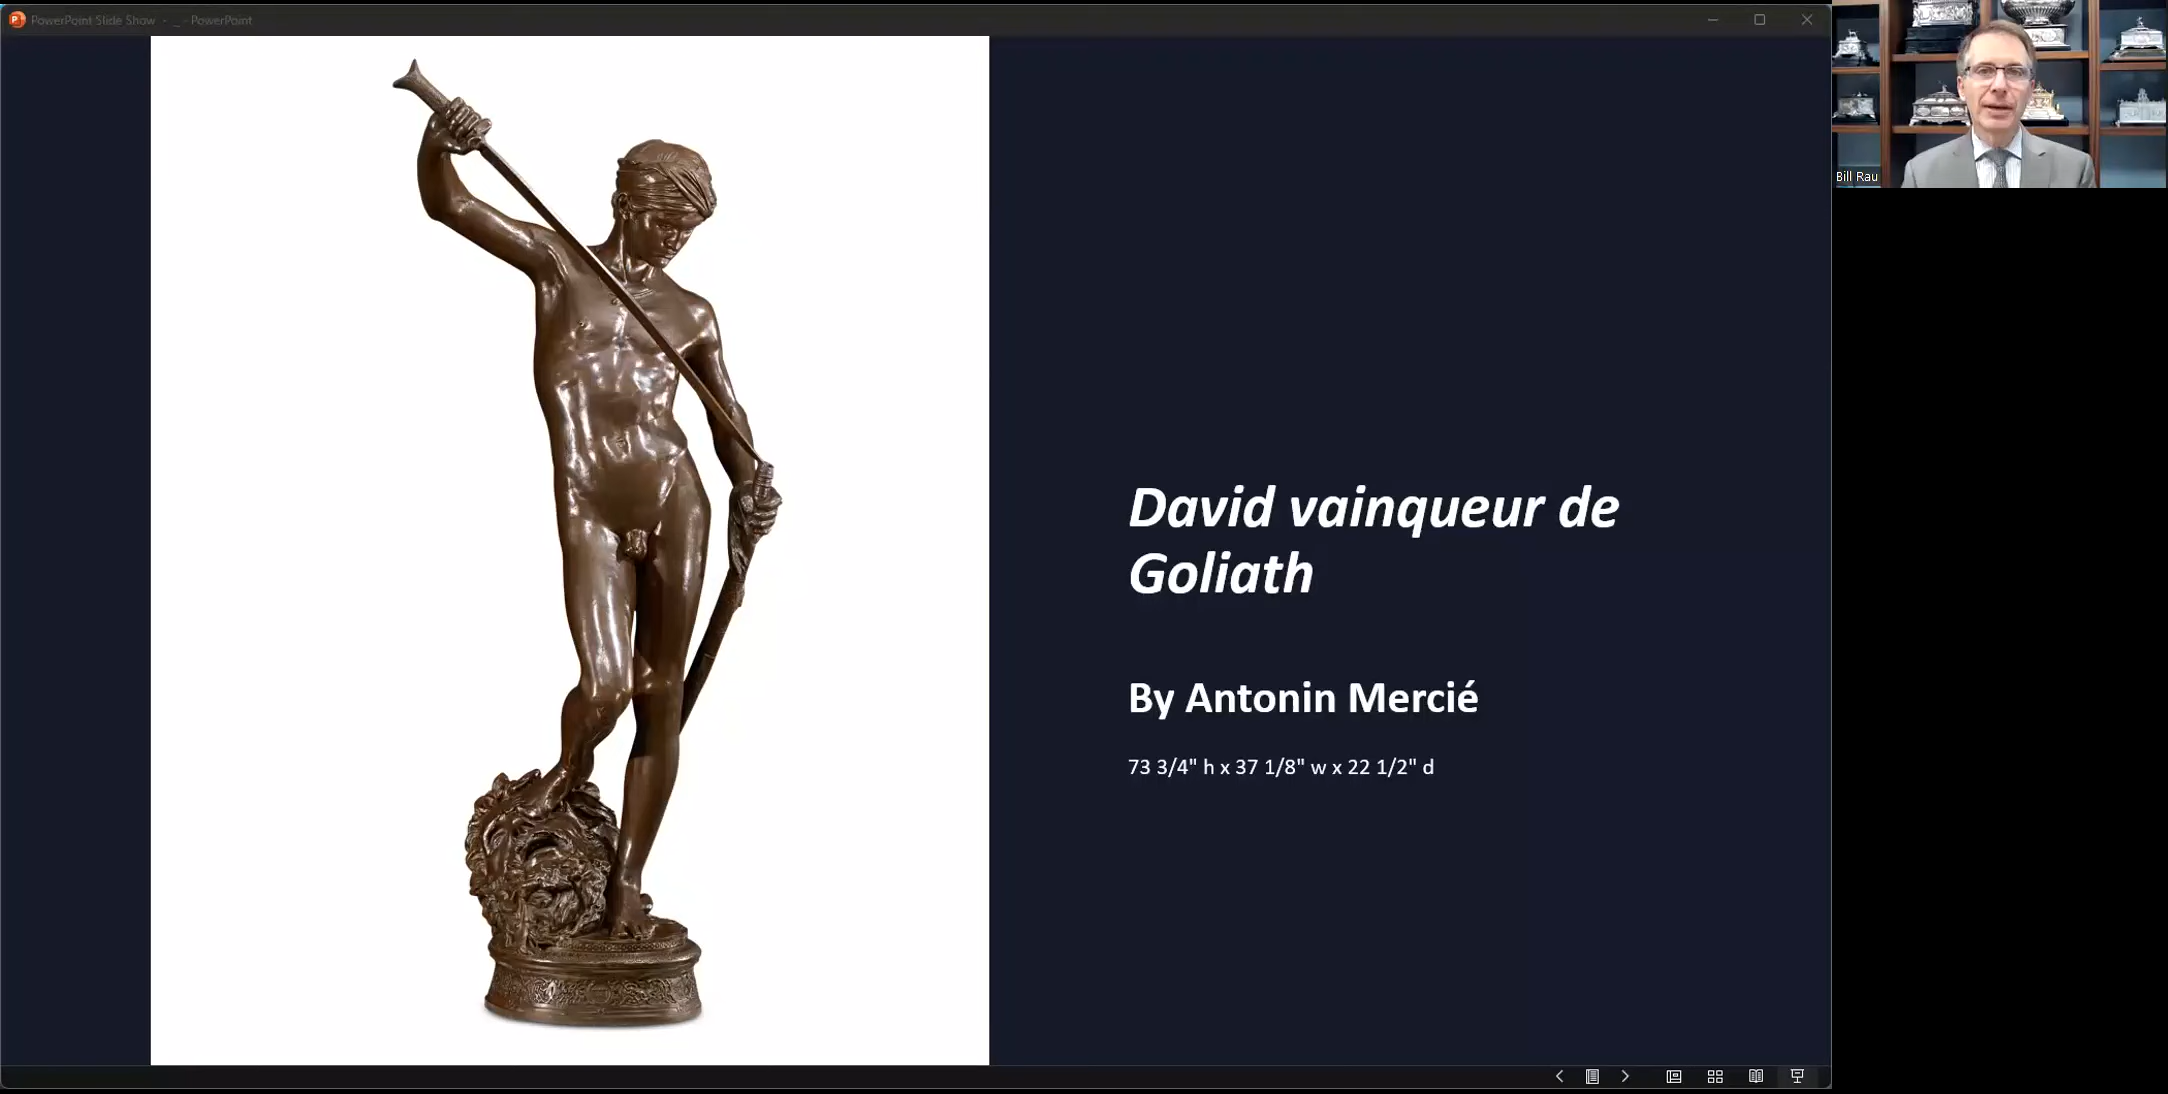 PowerPoint Slide Show - _ - PowerPoint
Bill Rau
David vainqueur de
Goliath
By Antonin Mercié
73 3/4" h x 37 1/8" w x 22 1/2" d